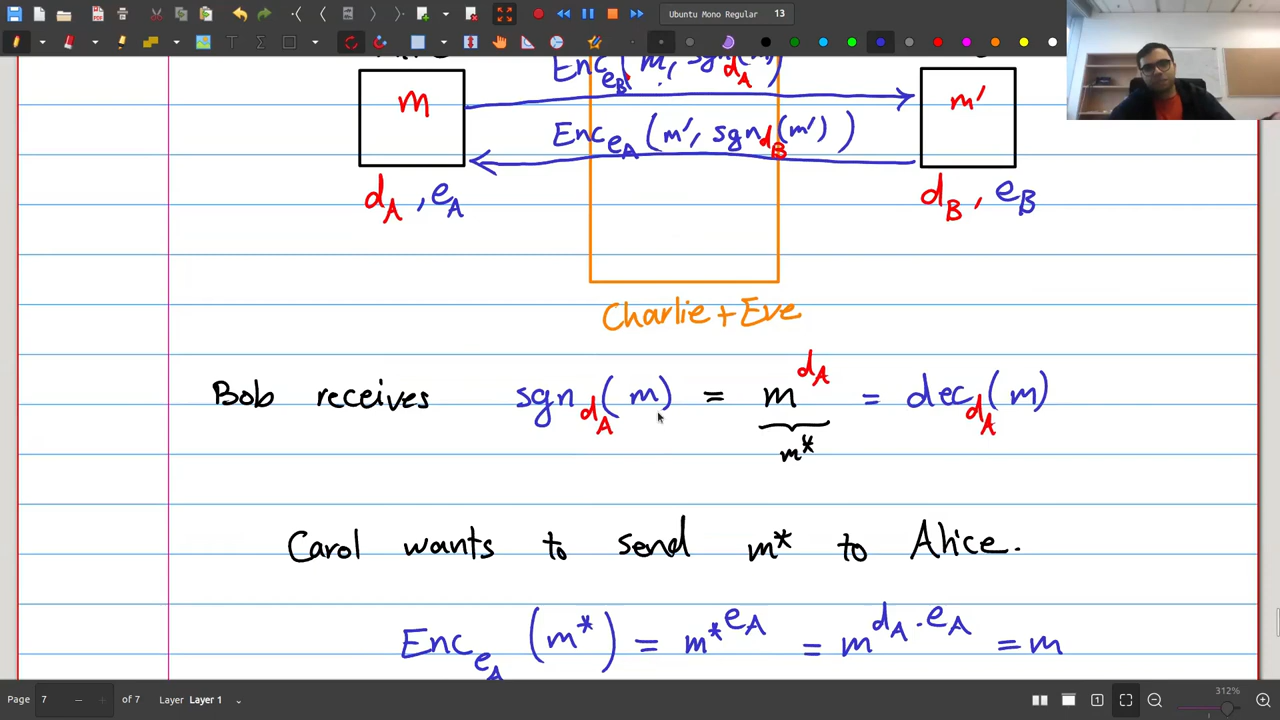 Ubuntu Mono Regular 13
Enc_{e_B}(m, sgn_{d_A}(m))
m
m'
Enc_{e_A}(m', sgn_{d_B}(m'))
d_A, e_A
d_B, e_B
Charlie + Eve
Bob receives sgn_{d_A}(m) = m^{d_A} = dec_{d_A}(m)
m*
Carol wants to send m* to Alice.
Enc_{e_A}(m*) = m*^{e_A} = m^{d_A · e_A} = m
Page 7 of 7 Layer Layer 1 312%